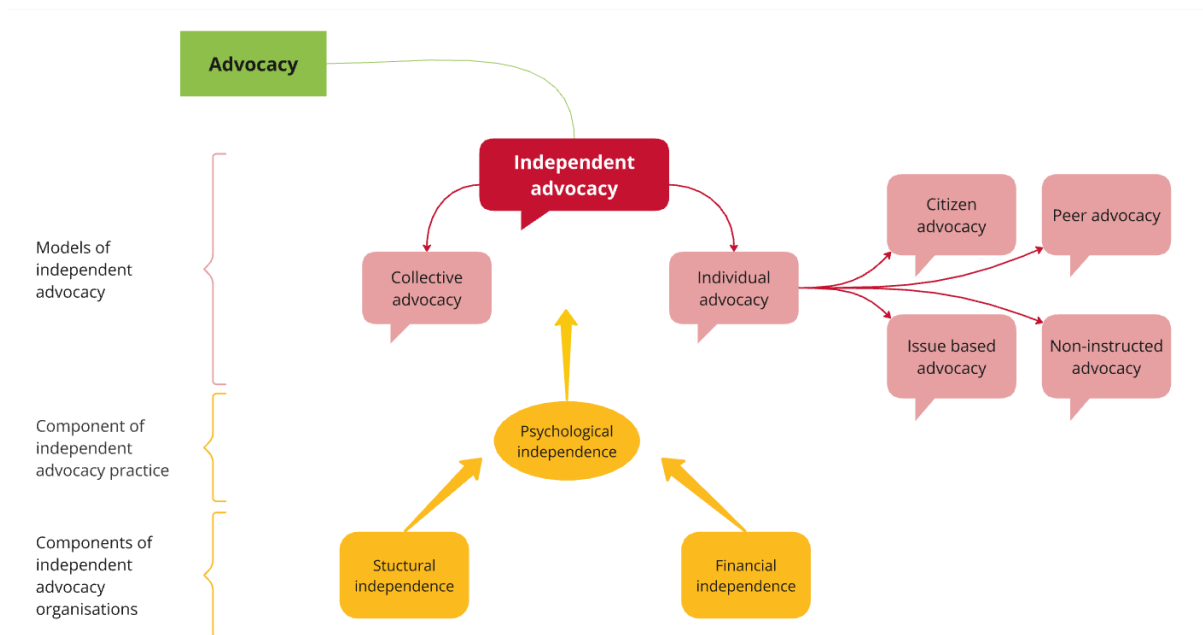 Advocacy
Independent
advocacy
Models of
independent
advocacy
Collective
advocacy
Individual
advocacy
Citizen
advocacy
Peer advocacy
Issue based
advocacy
Non-instructed
advocacy
Component of
independent
advocacy practice
Psychological
independence
Components of
independent
advocacy
organisations
Stuctural
independence
Financial
independence